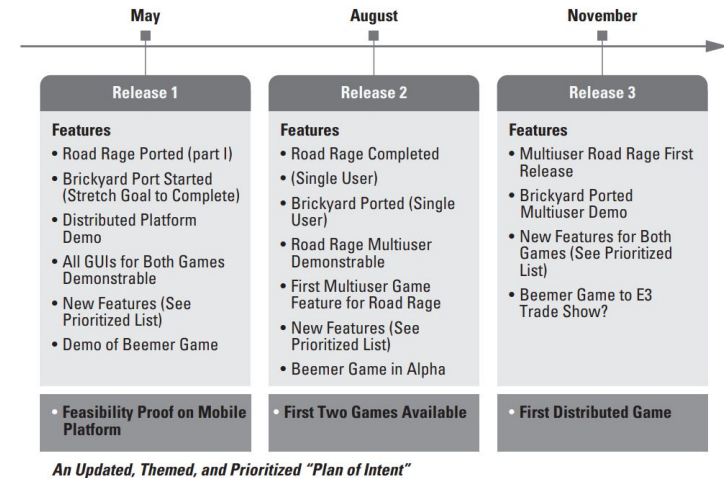 May
August
November
Release 1
Features
• Road Rage Ported (part I)
• Brickyard Port Started
(Stretch Goal to Complete)
• Distributed Platform
Demo
• All GUIs for Both Games
Demonstrable
• New Features (See
Prioritized List)
• Demo of Beemer Game
• Feasibility Proof on Mobile
Platform
Release 2
Features
• Road Rage Completed
• (Single User)
• Brickyard Ported (Single
User)
• Road Rage Multiuser
Demonstrable
• First Multiuser Game
Feature for Road Rage
• New Features (See
Prioritized List)
• Beemer Game in Alpha
• First Two Games Available
Release 3
Features
• Multiuser Road Rage First
Release
• Brickyard Ported
Multiuser Demo
• New Features for Both
Games (See Prioritized
List)
• Beemer Game to E3
Trade Show?
• First Distributed Game
An Updated, Themed, and Prioritized “Plan of Intent”